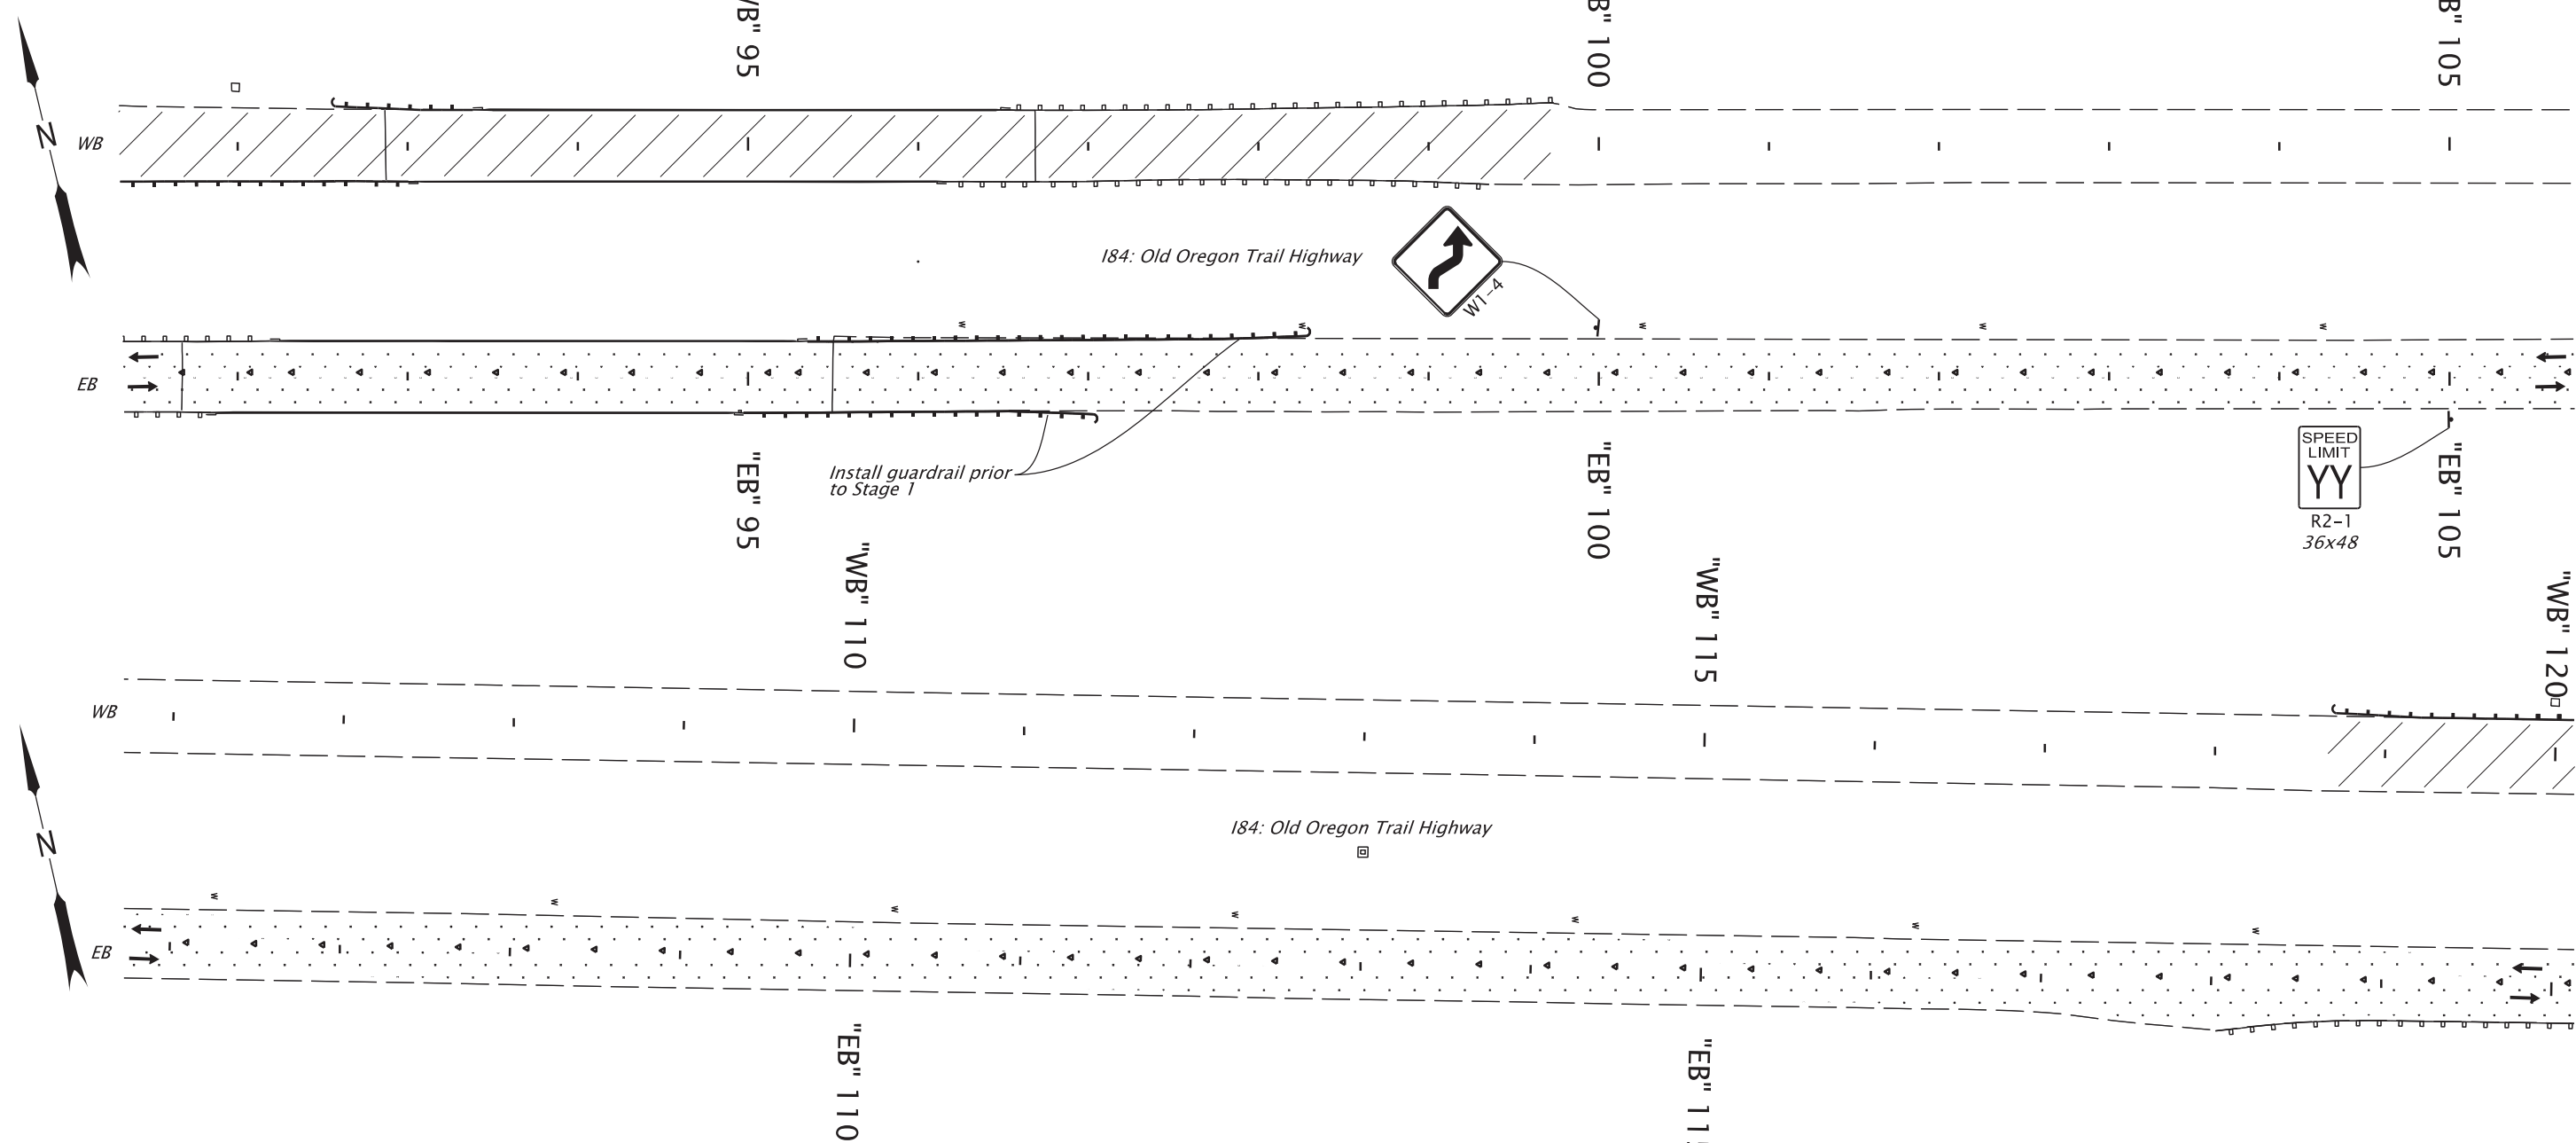 WB" 95
B" 100
B" 105
N
WB
I84: Old Oregon Trail Highway
W1-4
EB
Install guardrail prior
to Stage 1
SPEED
LIMIT
YY
R2-1
36x48
"EB" 95
"EB" 100
"EB" 105
"WB" 110
"WB" 115
"WB" 120
WB
N
I84: Old Oregon Trail Highway
EB
"EB" 110
"EB" 11